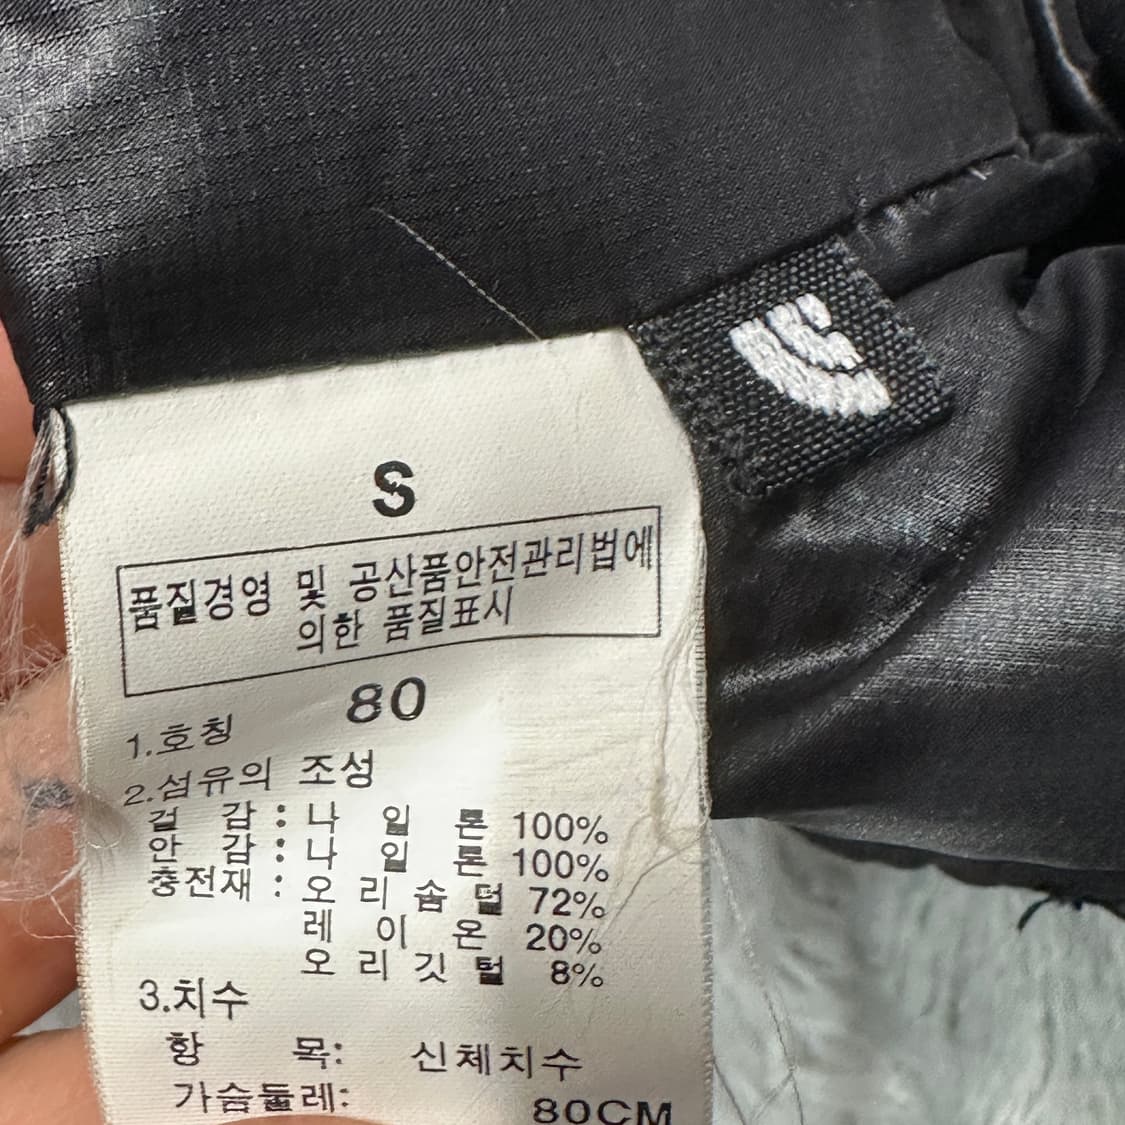 S
품질경영 및 공산품안전관리법에
의한 품질표시
1.호칭 80
2.섬유의 조성
겉 감 : 나 일 론 100%
안 감 : 나 일 론 100%
충전재 : 오 리 솜 털 72%
레 이 온 20%
오 리 깃 털 8%
3.치수
항 목: 신체치수
가슴둘레: 80CM